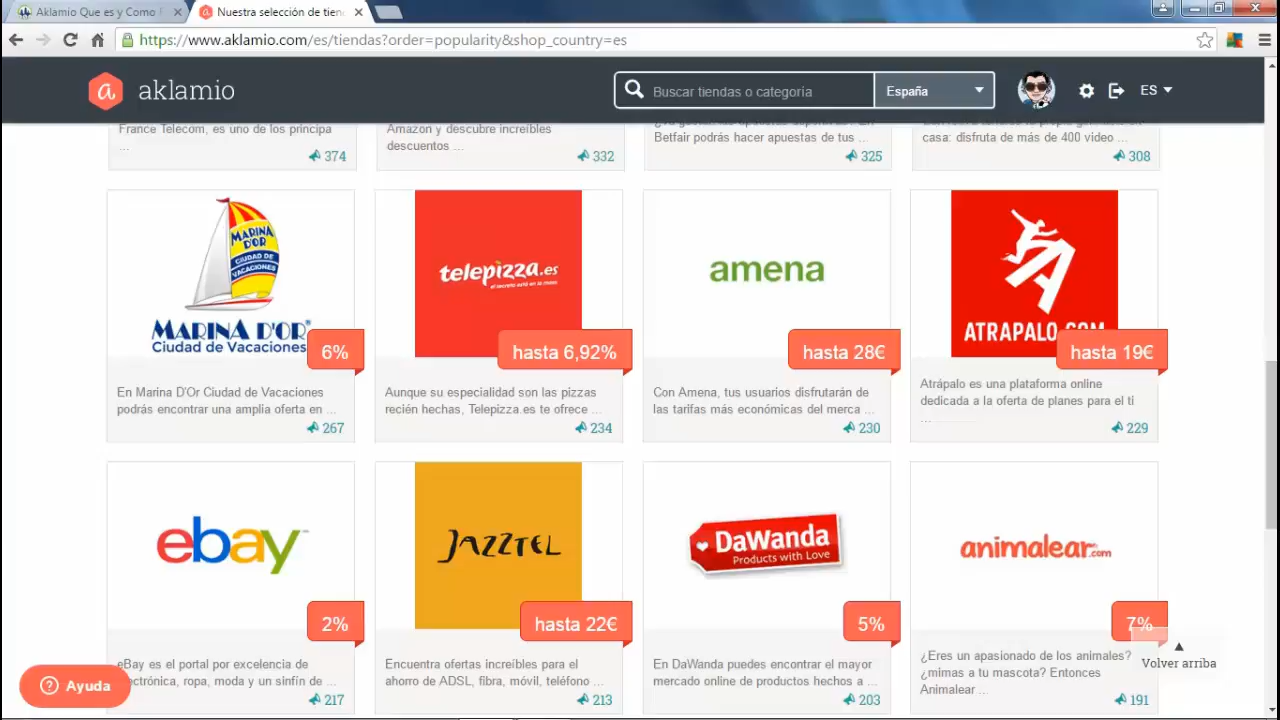 Aklamio Que es y Como
Nuestra selección de tien
https://www.aklamio.com/es/tiendas?order=popularity&shop_country=es
aklamio
Buscar tiendas o categoria
España
ES
France Telecom, es uno de los principa
...
374
Amazon y descubre increíbles
descuentos ...
332
Betfair podrás hacer apuestas de tus ...
325
casa: disfruta de más de 400 video ...
308
MARINA
D'OR
CIUDAD DE
VACACIONES
MARINA D'OR®
Ciudad de Vacaciones
6%
En Marina D'Or Ciudad de Vacaciones
podrás encontrar una amplia oferta en ...
267
telepizza.es
el secreto está en la masa
hasta 6,92%
Aunque su especialidad son las pizzas
recién hechas, Telepizza.es te ofrece ...
234
amena
hasta 28€
Con Amena, tus usuarios disfrutarán de
las tarifas más económicas del merca ...
230
ATRAPALO.COM
hasta 19€
Atrápalo es una plataforma online
dedicada a la oferta de planes para el ti
...
229
ebay™
2%
eBay es el portal por excelencia de
electrónica, ropa, moda y un sinfín de ...
217
JAZZTEL
hasta 22€
Encuentra ofertas increíbles para el
ahorro de ADSL, fibra, móvil, teléfono ...
213
DaWanda
Products with Love
5%
En DaWanda puedes encontrar el mayor
mercado online de productos hechos a ...
203
animalear.com
7%
¿Eres un apasionado de los animales?
¿mimas a tu mascota? Entonces
Animalear ...
191
Volver arriba
Ayuda